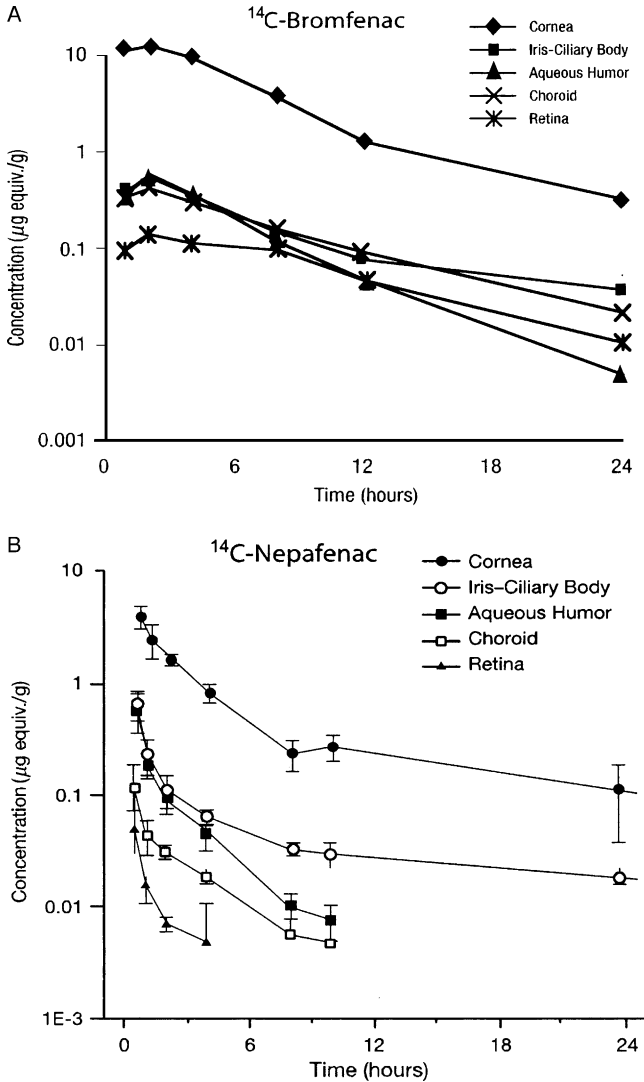 A
¹⁴C-Bromfenac
Cornea
Iris-Ciliary Body
Aqueous Humor
Choroid
Retina
Concentration (µg equiv./g)
10
1
0.1
0.01
0.001
0 6 12 18 24
Time (hours)
B
¹⁴C-Nepafenac
Cornea
Iris–Ciliary Body
Aqueous Humor
Choroid
Retina
Concentration (µg equiv./g)
10
1
0.1
0.01
1E-3
0 6 12 18 24
Time (hours)